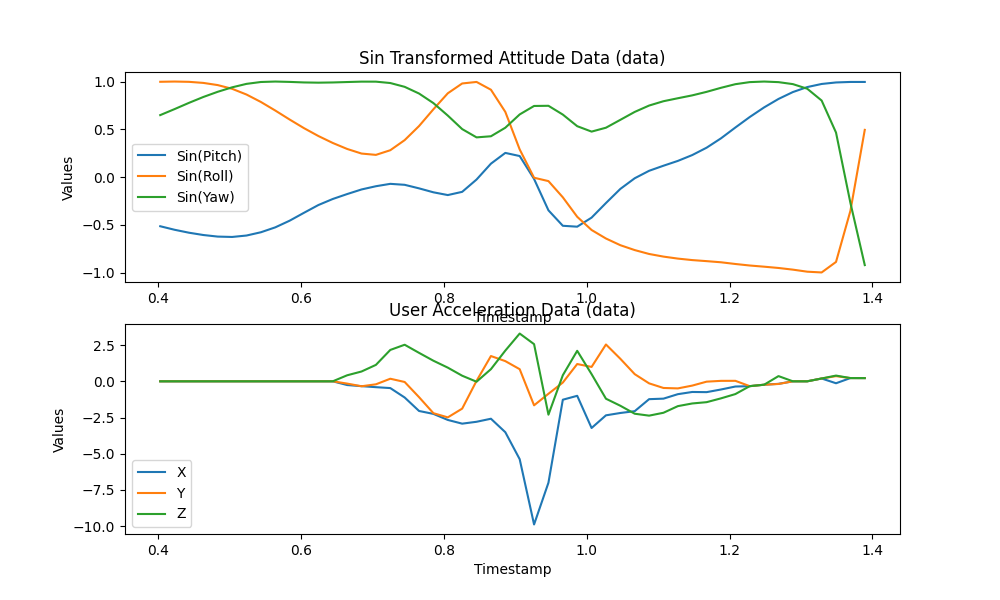 Sin Transformed Attitude Data (data)
1.0
0.5
0.0
−0.5
−1.0
Values
Sin(Pitch)
Sin(Roll)
Sin(Yaw)
0.4 0.6 0.8 1.0 1.2 1.4
Timestamp
User Acceleration Data (data)
2.5
0.0
−2.5
−5.0
−7.5
−10.0
Values
X
Y
Z
0.4 0.6 0.8 1.0 1.2 1.4
Timestamp